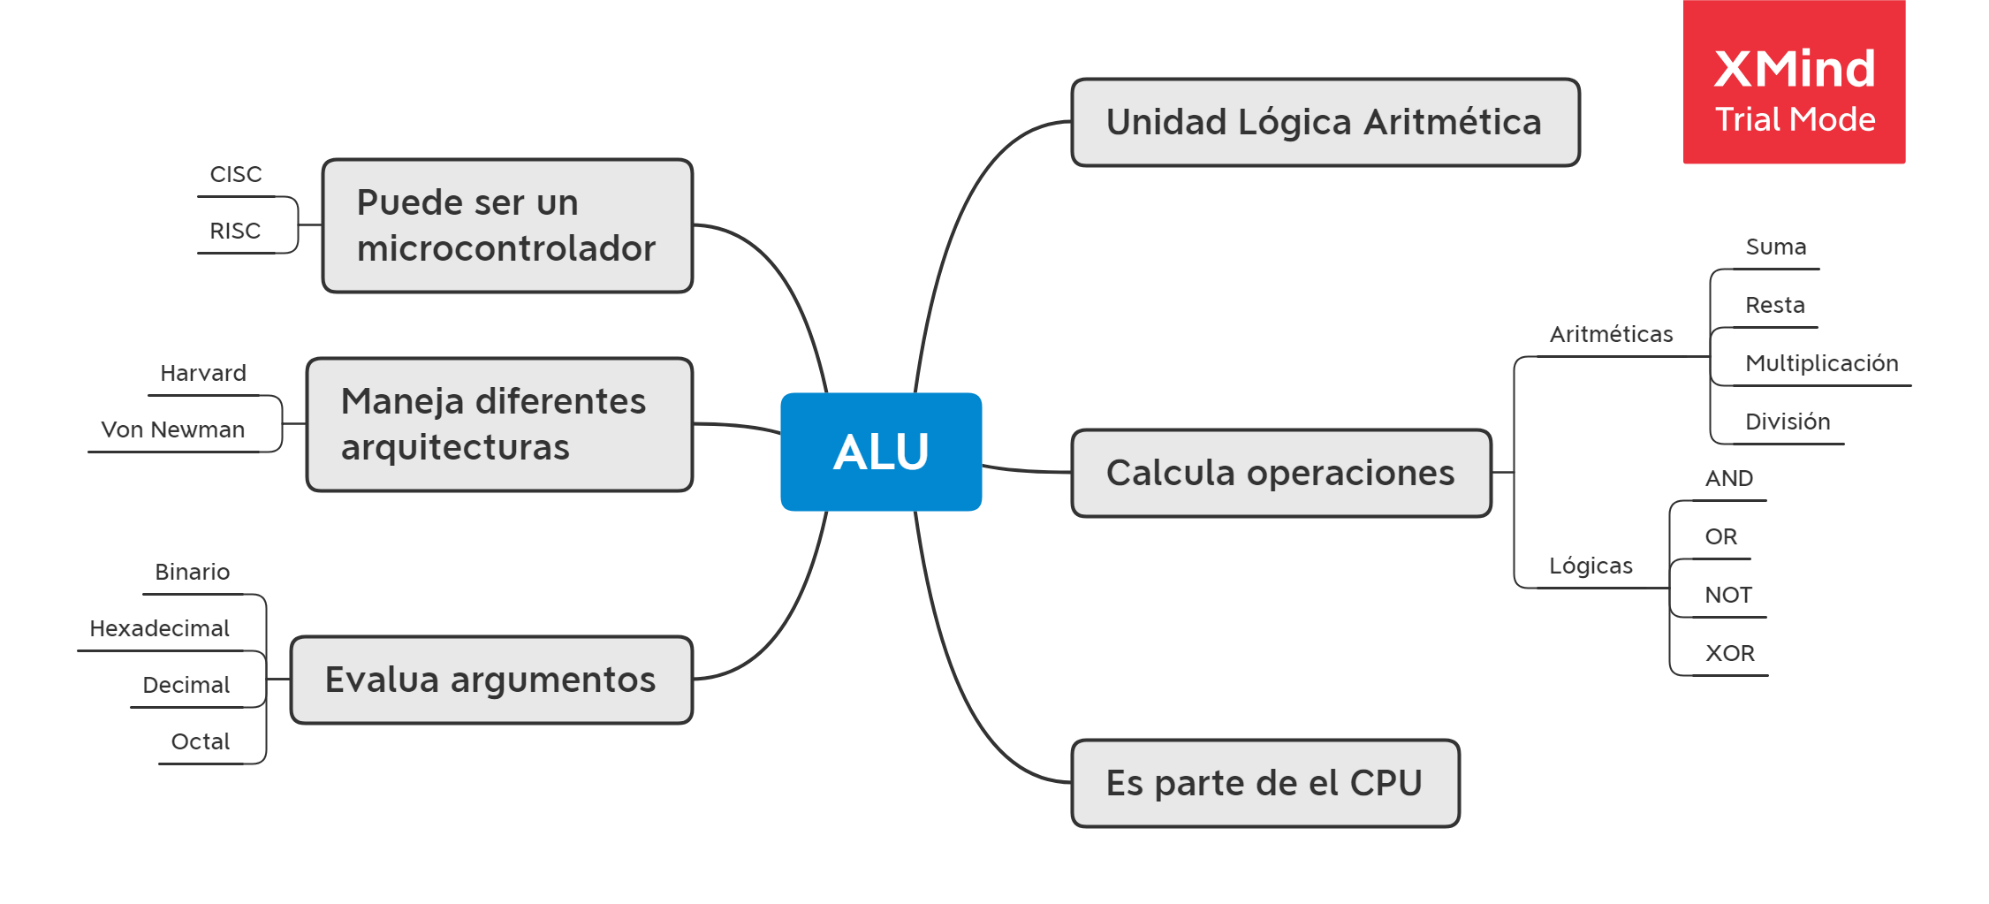 XMind
Trial Mode
Unidad Lógica Aritmética
CISC
RISC
Puede ser un
microcontrolador
Suma
Resta
Multiplicación
División
Aritméticas
Harvard
Von Newman
Maneja diferentes
arquitecturas
ALU
Calcula operaciones
AND
OR
NOT
XOR
Lógicas
Binario
Hexadecimal
Decimal
Octal
Evalua argumentos
Es parte de el CPU